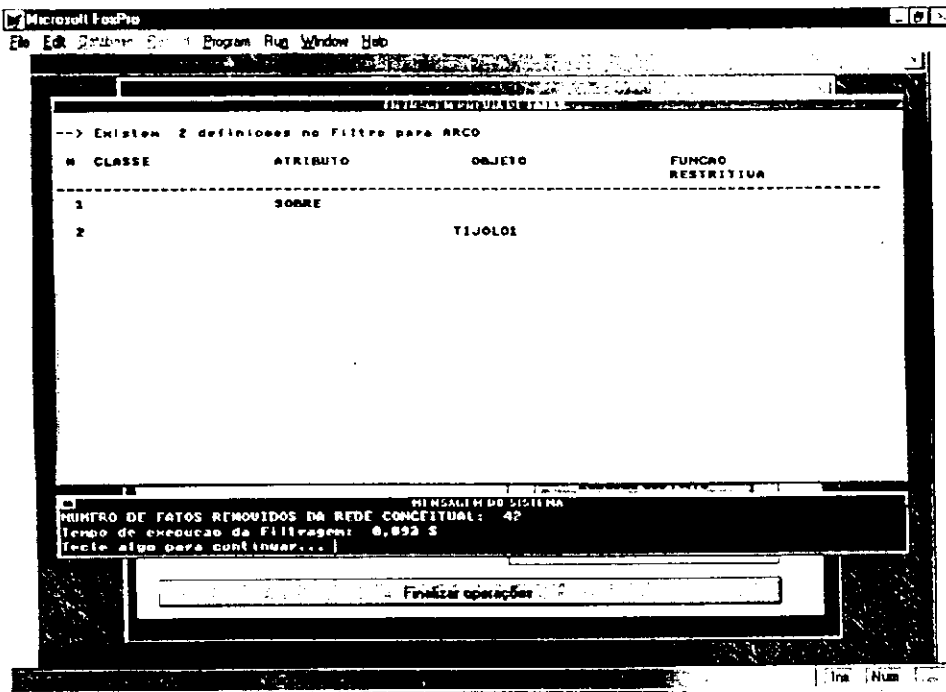 Microsoft FoxPro
File Edit Database Program Run Window Help
--> Existem 2 definicoes no Filtro para ARCO
# CLASSE ATRIBUTO OBJETO FUNCAO
RESTRITIVA
1 SOBRE
2 TIJOLO1
MENSAGEM DO SISTEMA
NUMERO DE FATOS REMOVIDOS DA REDE CONCEITUAL: 42
Tempo de execucao da Filtragem: 0,093 S
Tecle algo para continuar...
Finalizar operações
Ins Num